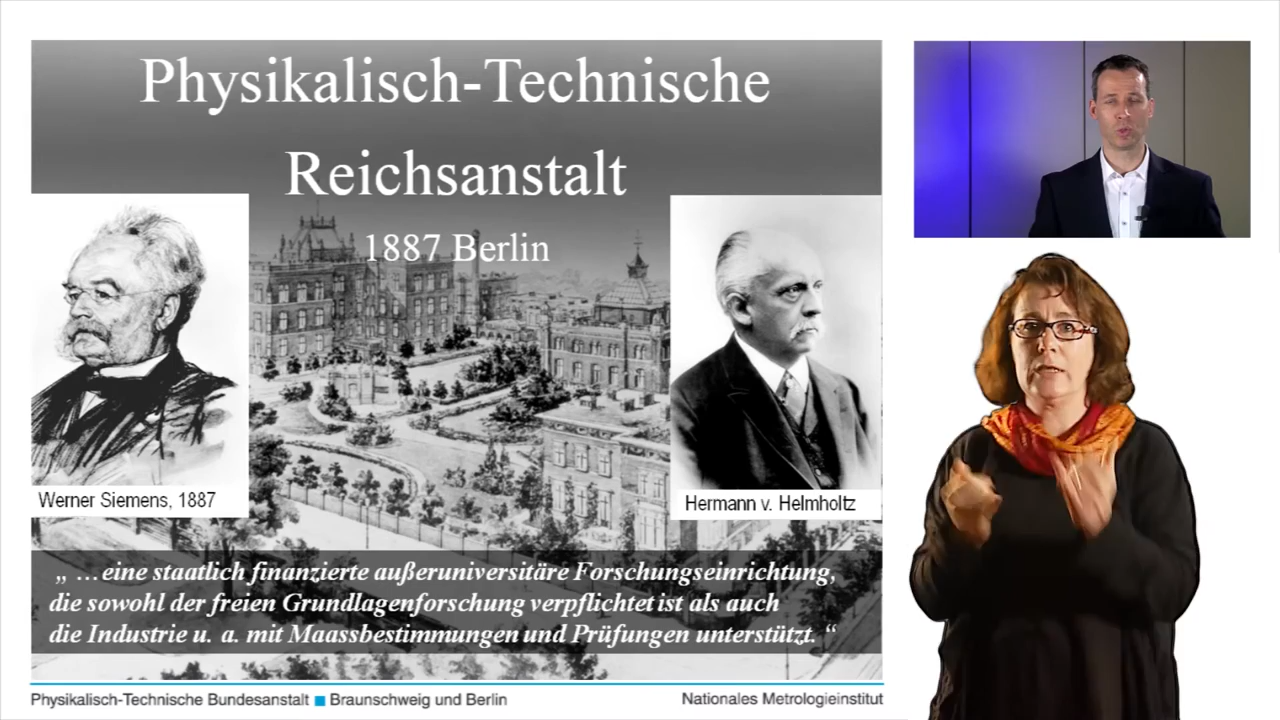 Physikalisch-Technische
Reichsanstalt
1887 Berlin
Werner Siemens, 1887
Hermann v. Helmholtz
„ …eine staatlich finanzierte außeruniversitäre Forschungseinrichtung,
die sowohl der freien Grundlagenforschung verpflichtet ist als auch
die Industrie u. a. mit Maassbestimmungen und Prüfungen unterstützt. “
Physikalisch-Technische Bundesanstalt ■ Braunschweig und Berlin
Nationales Metrologieinstitut